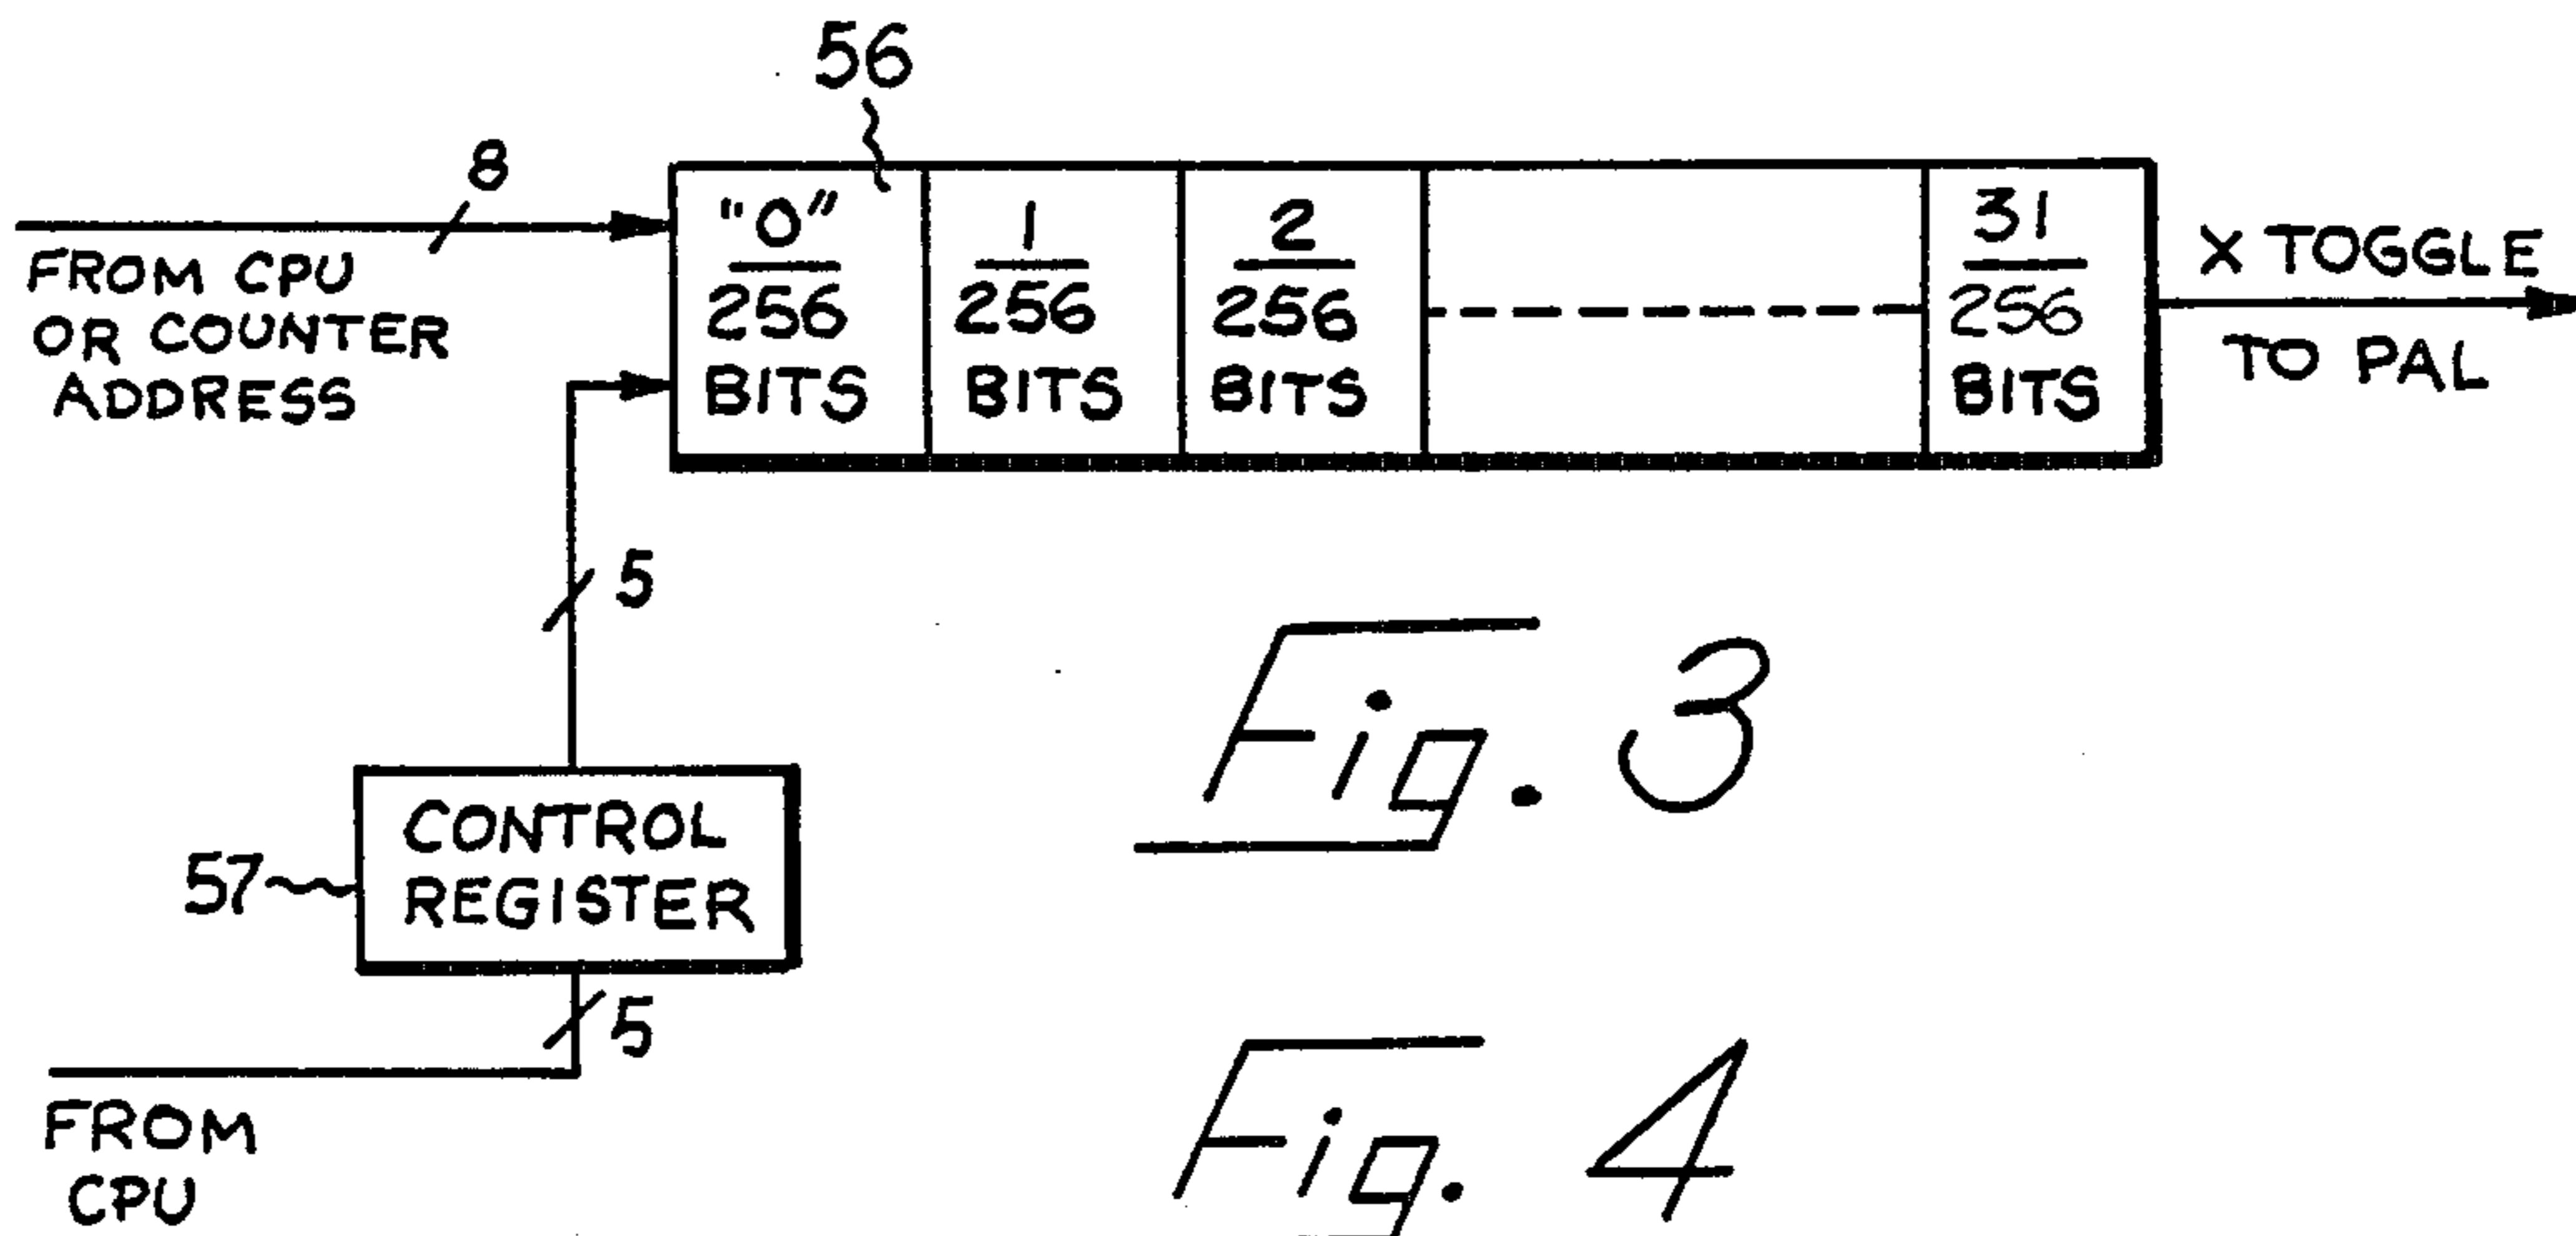 56
8
FROM CPU
OR COUNTER
ADDRESS
"0"
256
BITS
1
256
BITS
2
256
BITS
31
256
BITS
X TOGGLE
TO PAL
5
CONTROL
REGISTER
57
5
FROM
CPU
Fig. 3
Fig. 4